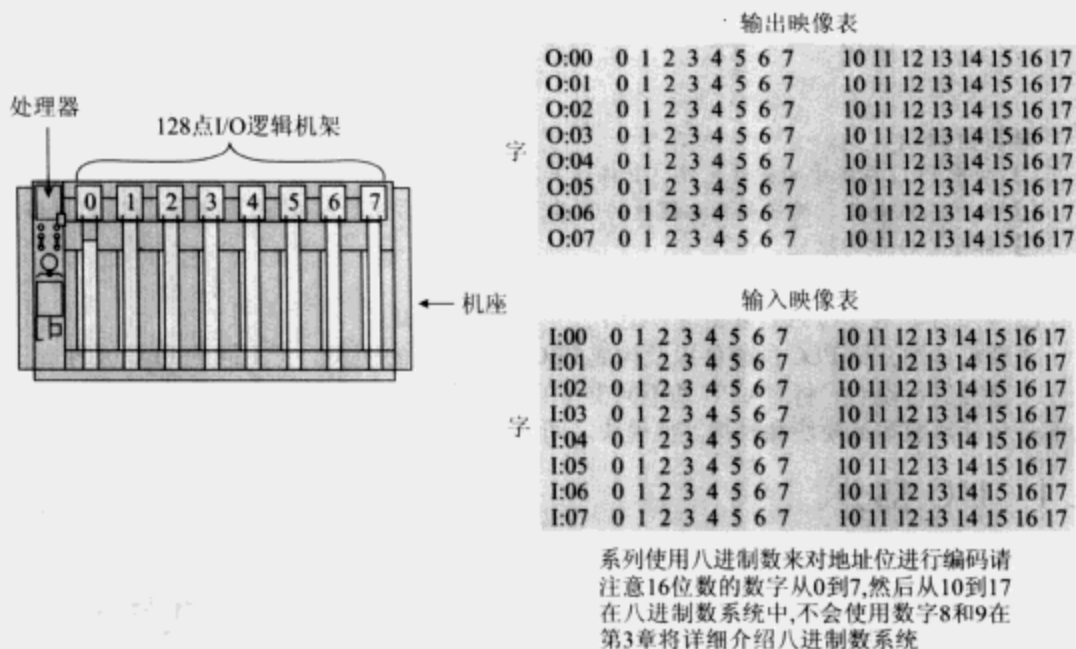 处理器
128点I/O逻辑机架
0 1 2 3 4 5 6 7
机座
输出映像表
字
O:00 0 1 2 3 4 5 6 7 10 11 12 13 14 15 16 17
O:01 0 1 2 3 4 5 6 7 10 11 12 13 14 15 16 17
O:02 0 1 2 3 4 5 6 7 10 11 12 13 14 15 16 17
O:03 0 1 2 3 4 5 6 7 10 11 12 13 14 15 16 17
O:04 0 1 2 3 4 5 6 7 10 11 12 13 14 15 16 17
O:05 0 1 2 3 4 5 6 7 10 11 12 13 14 15 16 17
O:06 0 1 2 3 4 5 6 7 10 11 12 13 14 15 16 17
O:07 0 1 2 3 4 5 6 7 10 11 12 13 14 15 16 17
输入映像表
字
I:00 0 1 2 3 4 5 6 7 10 11 12 13 14 15 16 17
I:01 0 1 2 3 4 5 6 7 10 11 12 13 14 15 16 17
I:02 0 1 2 3 4 5 6 7 10 11 12 13 14 15 16 17
I:03 0 1 2 3 4 5 6 7 10 11 12 13 14 15 16 17
I:04 0 1 2 3 4 5 6 7 10 11 12 13 14 15 16 17
I:05 0 1 2 3 4 5 6 7 10 11 12 13 14 15 16 17
I:06 0 1 2 3 4 5 6 7 10 11 12 13 14 15 16 17
I:07 0 1 2 3 4 5 6 7 10 11 12 13 14 15 16 17
系列使用八进制数来对地址位进行编码请
注意16位数的数字从0到7,然后从10到17
在八进制数系统中,不会使用数字8和9在
第3章将详细介绍八进制数系统